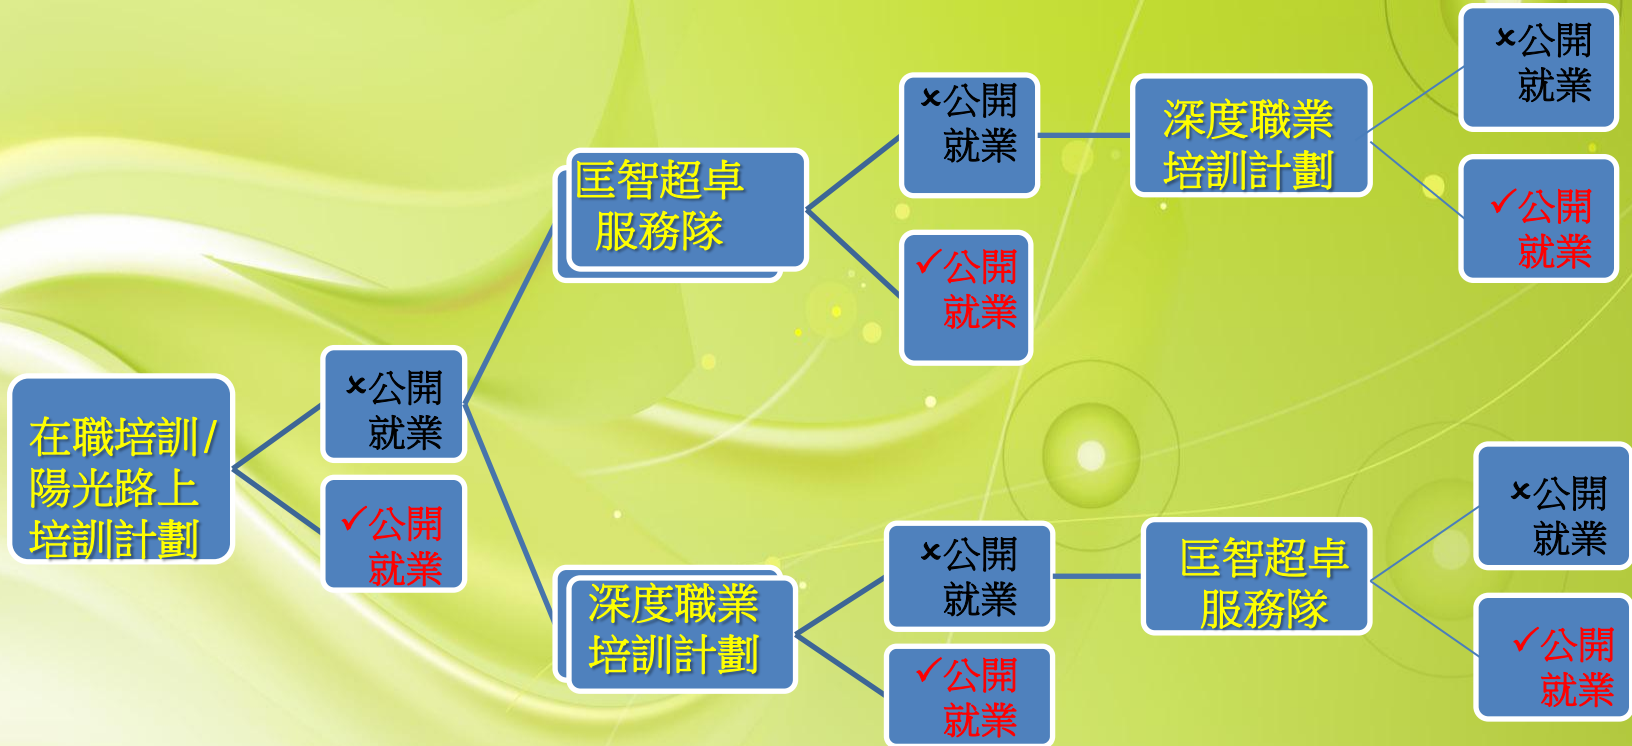 在職培訓/
陽光路上
培訓計劃
×公開
就業
✓公開
就業
匡智超卓
服務隊
×公開
就業
✓公開
就業
深度職業
培訓計劃
×公開
就業
✓公開
就業
深度職業
培訓計劃
×公開
就業
✓公開
就業
匡智超卓
服務隊
×公開
就業
✓公開
就業